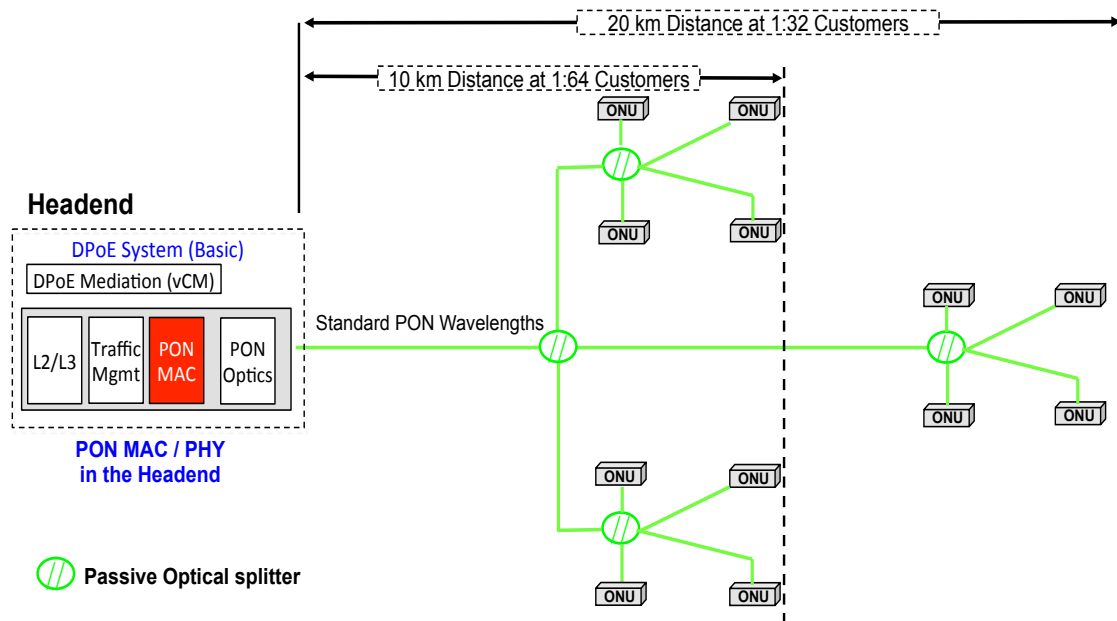 20 km Distance at 1:32 Customers
10 km Distance at 1:64 Customers
ONU
ONU
ONU
ONU
Headend
DPoE System (Basic)
DPoE Mediation (vCM)
L2/L3
Traffic
Mgmt
PON
MAC
PON
Optics
Standard PON Wavelengths
ONU
ONU
ONU
ONU
PON MAC / PHY
in the Headend
ONU
ONU
ONU
ONU
Passive Optical splitter